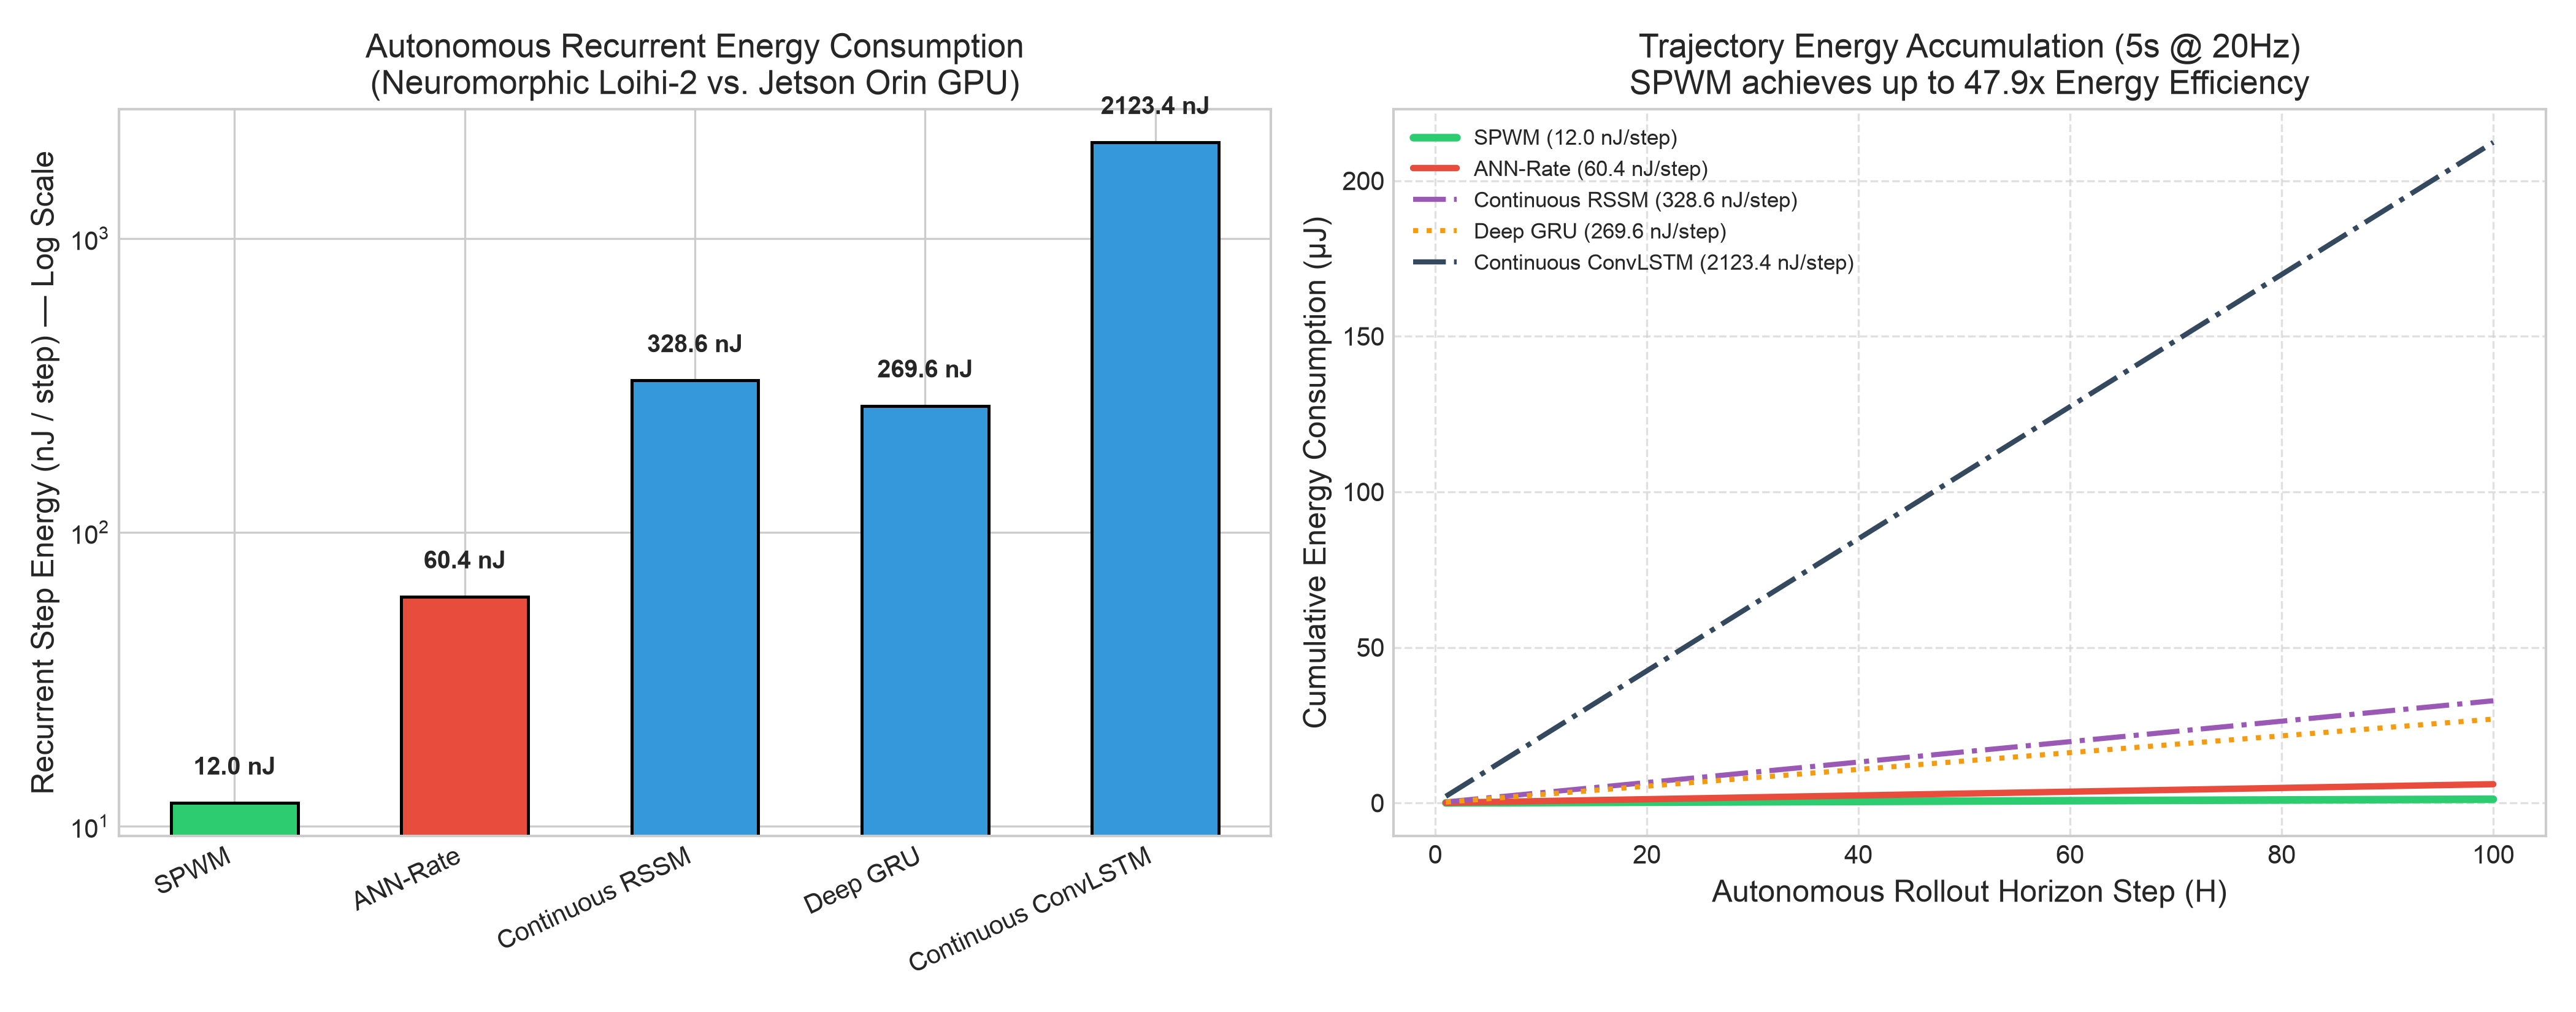 Autonomous Recurrent Energy Consumption
(Neuromorphic Loihi-2 vs. Jetson Orin GPU)
Recurrent Step Energy (nJ / step) — Log Scale
10³
10²
10¹
12.0 nJ
60.4 nJ
328.6 nJ
269.6 nJ
2123.4 nJ
SPWM
ANN-Rate
Continuous RSSM
Deep GRU
Continuous ConvLSTM
Trajectory Energy Accumulation (5s @ 20Hz)
SPWM achieves up to 47.9x Energy Efficiency
SPWM (12.0 nJ/step)
ANN-Rate (60.4 nJ/step)
Continuous RSSM (328.6 nJ/step)
Deep GRU (269.6 nJ/step)
Continuous ConvLSTM (2123.4 nJ/step)
Cumulative Energy Consumption (μJ)
200
150
100
50
0
0 20 40 60 80 100
Autonomous Rollout Horizon Step (H)